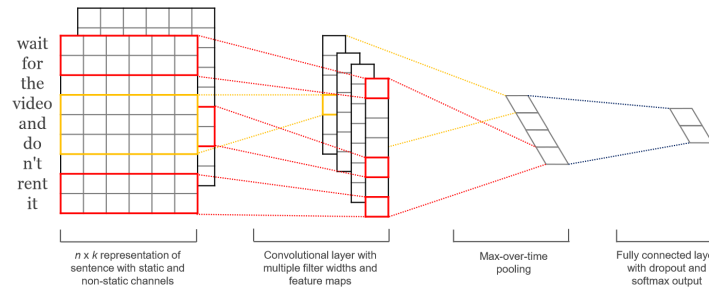 wait
for
the
video
and
do
n't
rent
it
n x k representation of
sentence with static and
non-static channels
Convolutional layer with
multiple filter widths and
feature maps
Max-over-time
pooling
Fully connected layer
with dropout and
softmax output